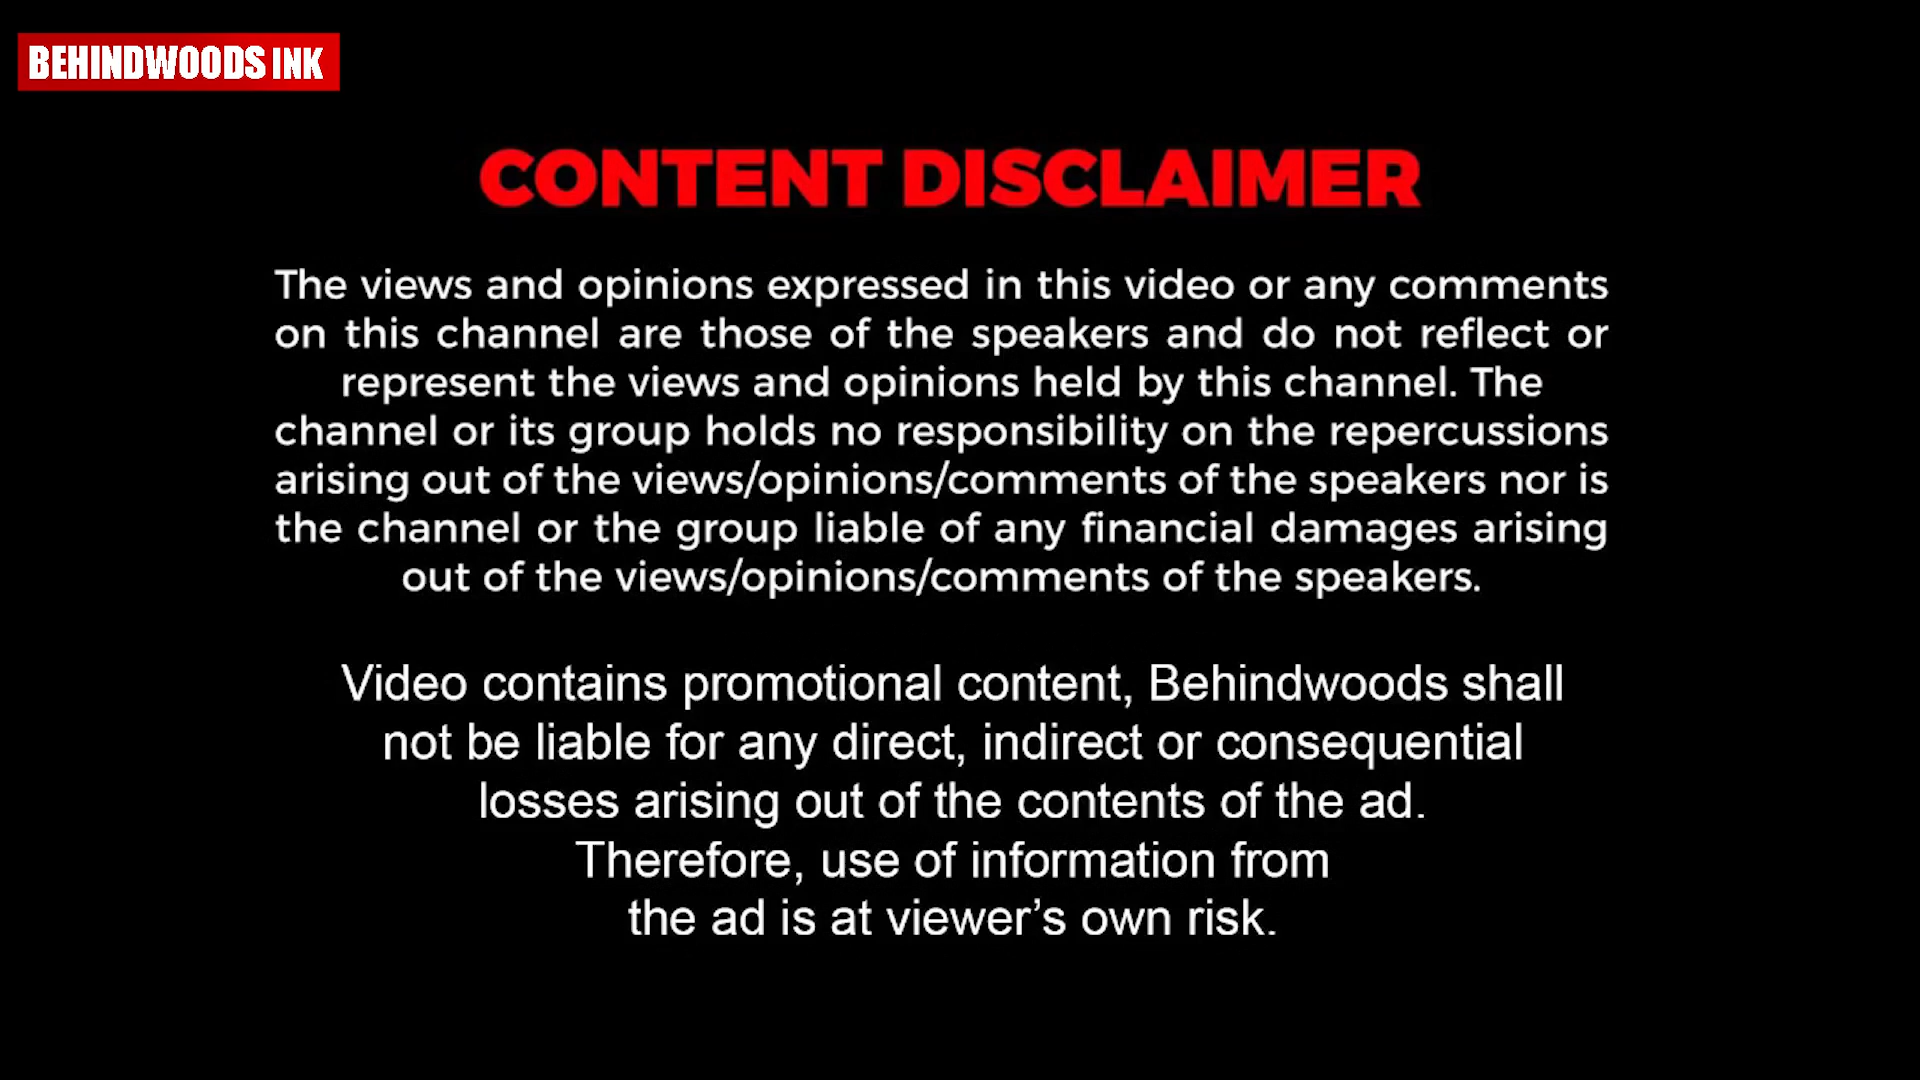 BEHINDWOODS INK
CONTENT DISCLAIMER
The views and opinions expressed in this video or any comments
on this channel are those of the speakers and do not reflect or
represent the views and opinions held by this channel. The
channel or its group holds no responsibility on the repercussions
arising out of the views/opinions/comments of the speakers nor is
the channel or the group liable of any financial damages arising
out of the views/opinions/comments of the speakers.
Video contains promotional content, Behindwoods shall
not be liable for any direct, indirect or consequential
losses arising out of the contents of the ad.
Therefore, use of information from
the ad is at viewer’s own risk.